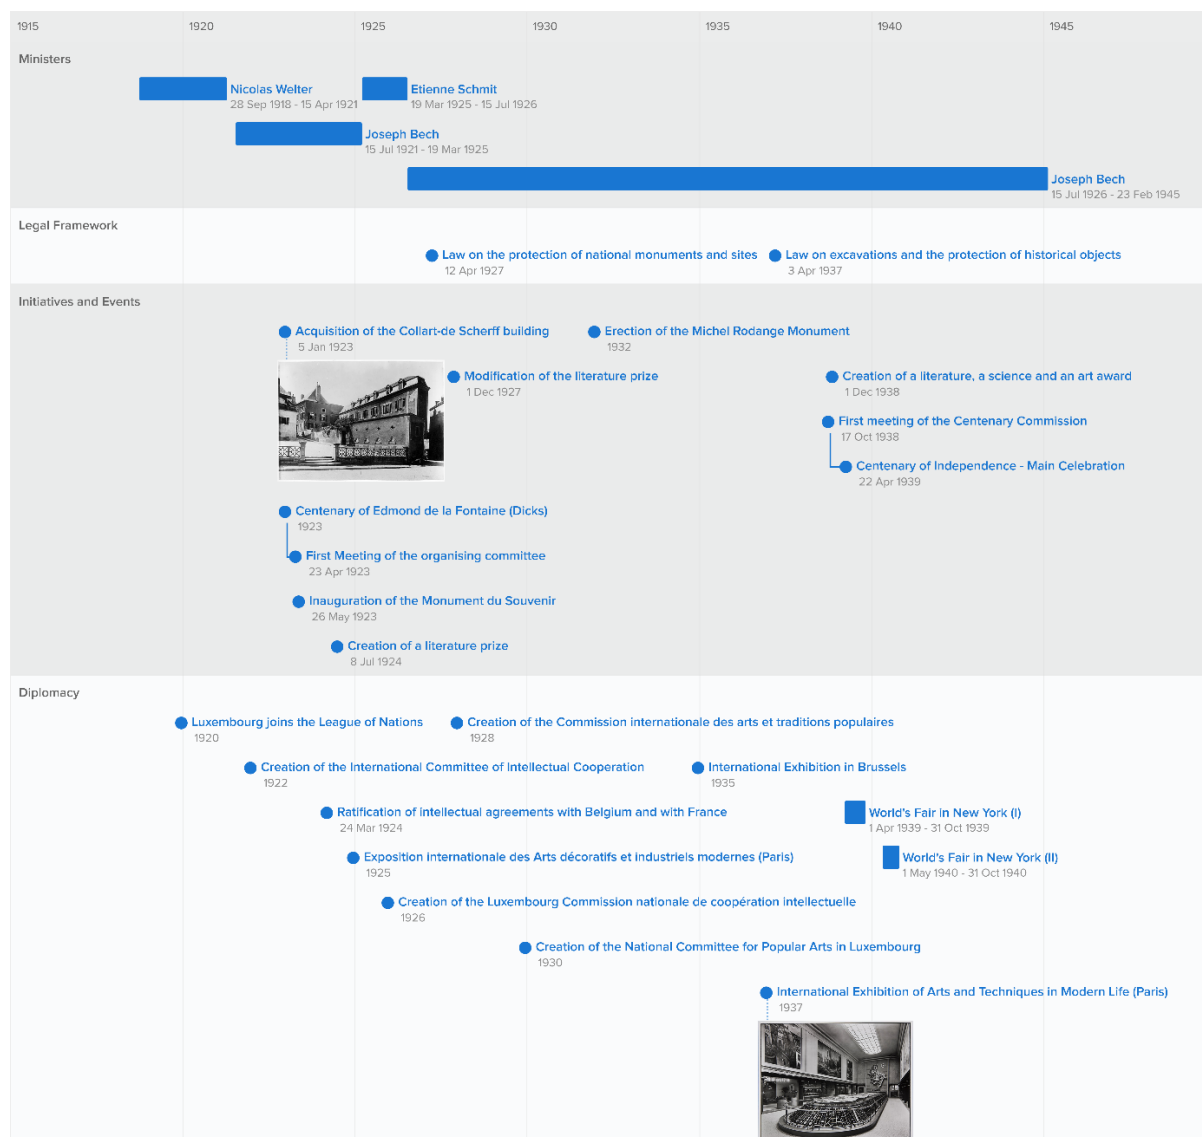 1915 1920 1925 1930 1935 1940 1945
Ministers
Nicolas Welter
28 Sep 1918 - 15 Apr 1921
Etienne Schmit
19 Mar 1925 - 15 Jul 1926
Joseph Bech
15 Jul 1921 - 19 Mar 1925
Joseph Bech
15 Jul 1926 - 23 Feb 1945
Legal Framework
Law on the protection of national monuments and sites
12 Apr 1927
Law on excavations and the protection of historical objects
3 Apr 1937
Initiatives and Events
Acquisition of the Collart-de Scherff building
5 Jan 1923
Erection of the Michel Rodange Monument
1932
Modification of the literature prize
1 Dec 1927
Creation of a literature, a science and an art award
1 Dec 1938
First meeting of the Centenary Commission
17 Oct 1938
Centenary of Independence - Main Celebration
22 Apr 1939
Centenary of Edmond de la Fontaine (Dicks)
1923
First Meeting of the organising committee
23 Apr 1923
Inauguration of the Monument du Souvenir
26 May 1923
Creation of a literature prize
8 Jul 1924
Diplomacy
Luxembourg joins the League of Nations
1920
Creation of the Commission internationale des arts et traditions populaires
1928
Creation of the International Committee of Intellectual Cooperation
1922
International Exhibition in Brussels
1935
Ratification of intellectual agreements with Belgium and with France
24 Mar 1924
World's Fair in New York (I)
1 Apr 1939 - 31 Oct 1939
Exposition internationale des Arts décoratifs et industriels modernes (Paris)
1925
World's Fair in New York (II)
1 May 1940 - 31 Oct 1940
Creation of the Luxembourg Commission nationale de coopération intellectuelle
1926
Creation of the National Committee for Popular Arts in Luxembourg
1930
International Exhibition of Arts and Techniques in Modern Life (Paris)
1937